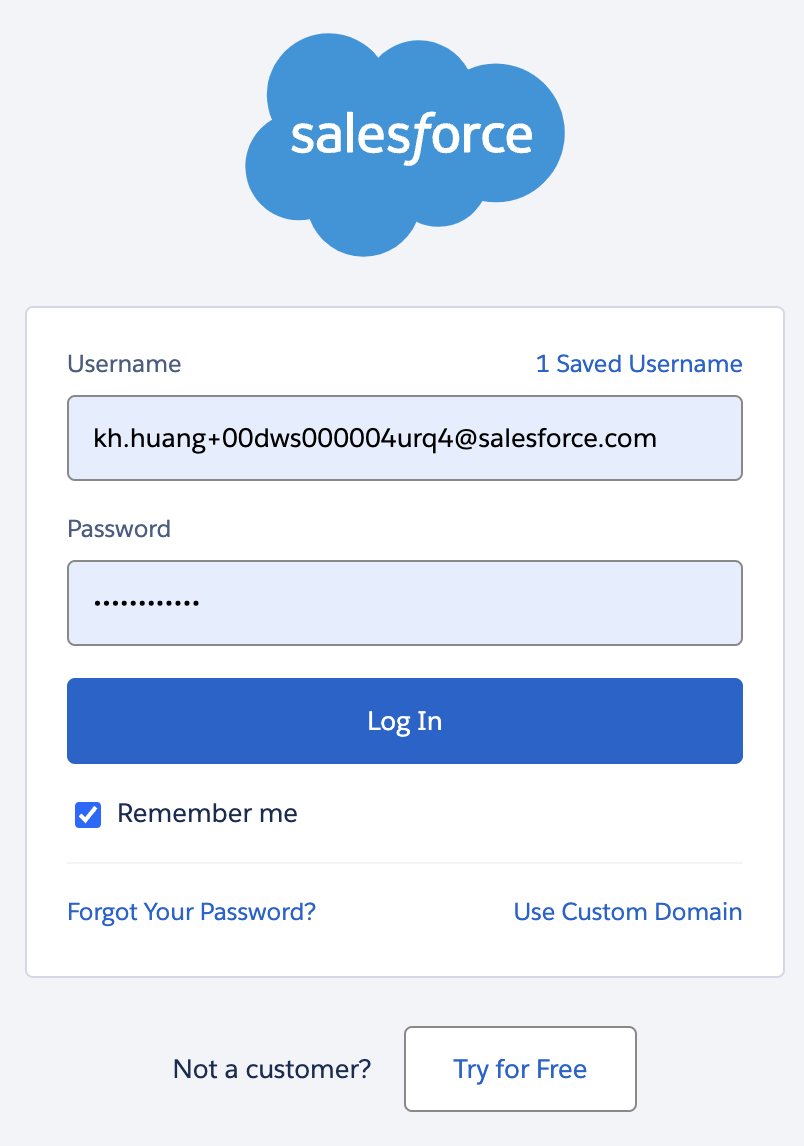 salesforce
Username
1 Saved Username
kh.huang+00dws000004urq4@salesforce.com
Password
••••••••••••
Log In
Remember me
Forgot Your Password?
Use Custom Domain
Not a customer?
Try for Free